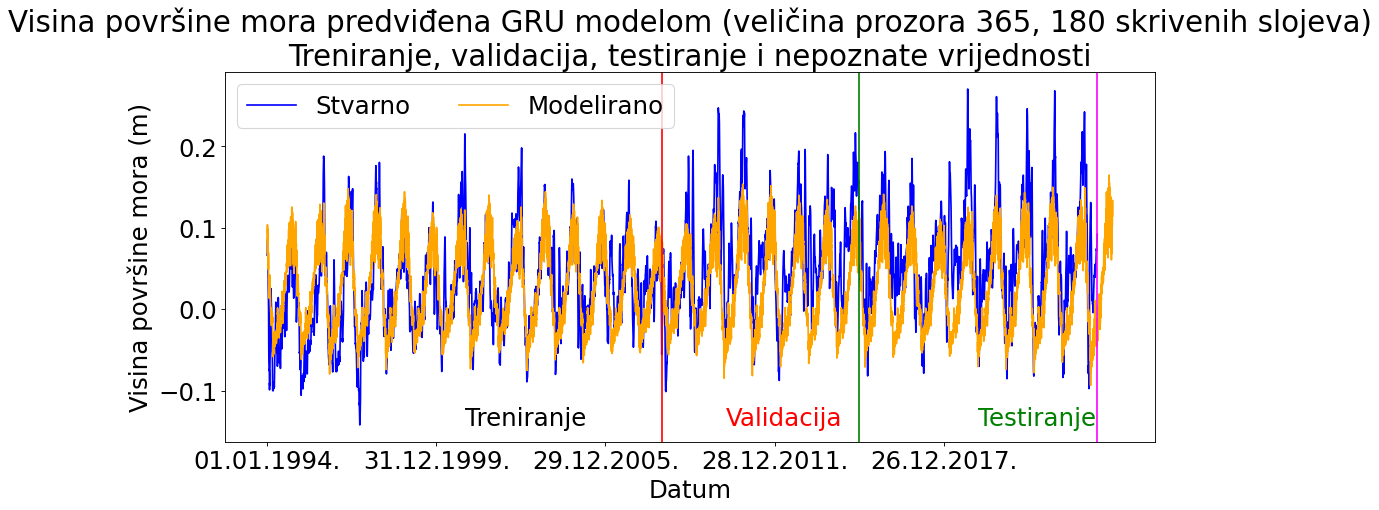 Visina površine mora predviđena GRU modelom (veličina prozora 365, 180 skrivenih slojeva)
Treniranje, validacija, testiranje i nepoznate vrijednosti
Stvarno Modelirano
Visina površine mora (m)
0.2
0.1
0.0
−0.1
Treniranje Validacija Testiranje
01.01.1994. 31.12.1999. 29.12.2005. 28.12.2011. 26.12.2017.
Datum